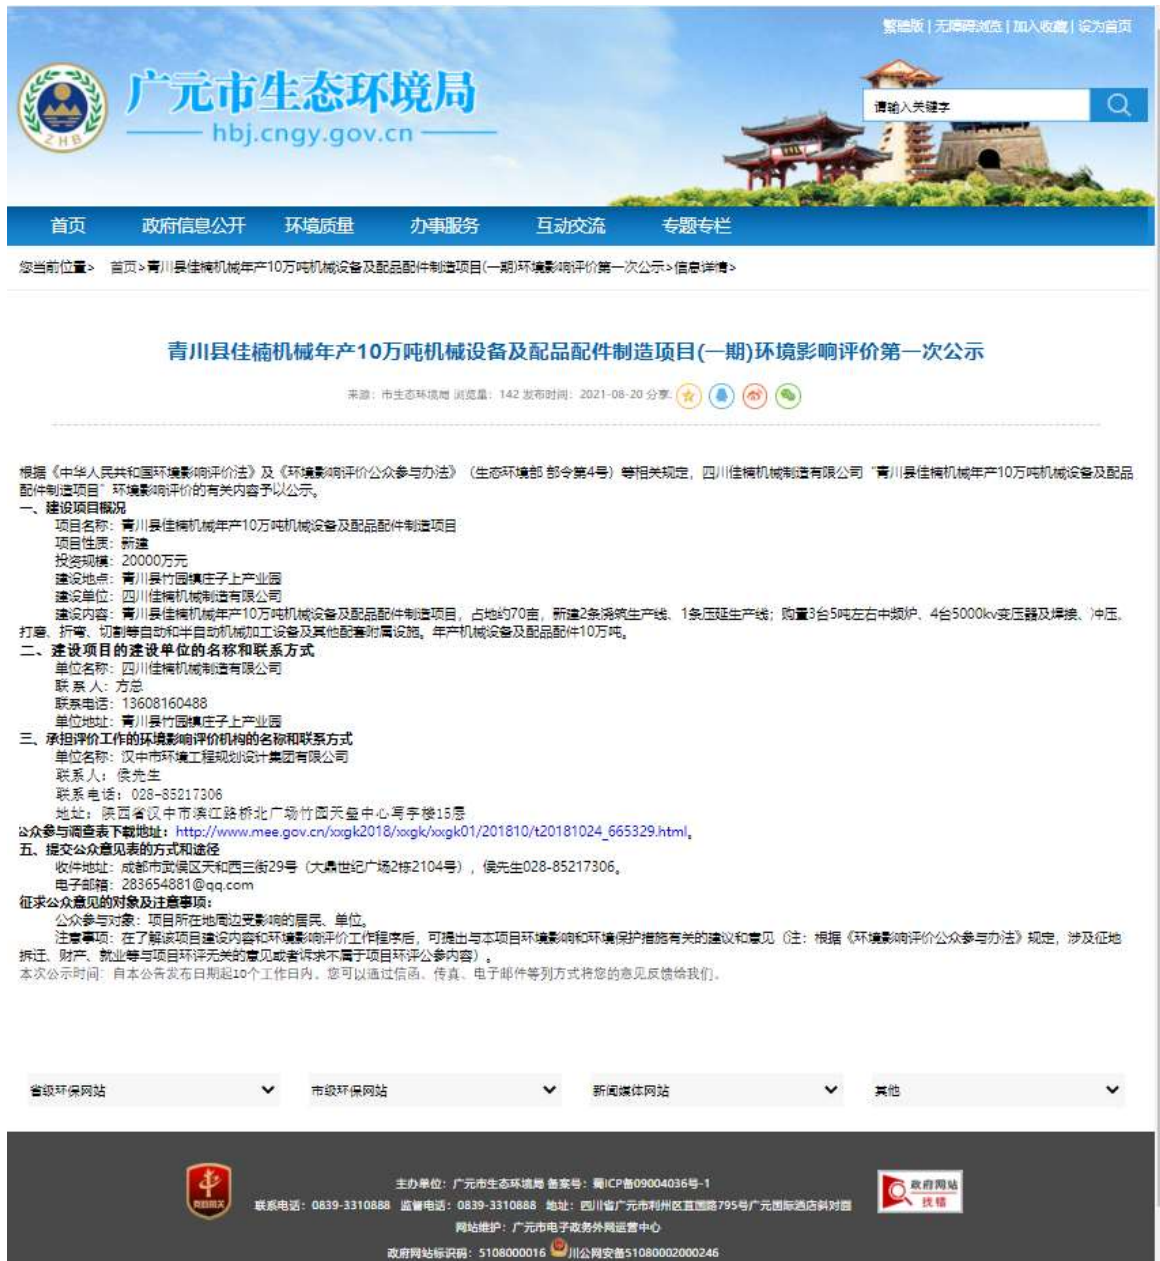 繁體版 | 无障碍浏览 | 加入收藏 | 设为首页
广元市生态环境局
hbj.cngy.gov.cn
ZHB
请输入关键字
首页 政府信息公开 环境质量 办事服务 互动交流 专题专栏
您当前位置> 首页>青川县佳楠机械年产10万吨机械设备及配品配件制造项目(一期)环境影响评价第一次公示>信息详情>
青川县佳楠机械年产10万吨机械设备及配品配件制造项目(一期)环境影响评价第一次公示
来源：市生态环境局 浏览量：142 发布时间：2021-08-20 分享:
根据《中华人民共和国环境影响评价法》及《环境影响评价公众参与办法》（生态环境部 部令第4号）等相关规定，四川佳楠机械制造有限公司“青川县佳楠机械年产10万吨机械设备及配品
配件制造项目”环境影响评价的有关内容予以公示。
一、建设项目概况
项目名称：青川县佳楠机械年产10万吨机械设备及配品配件制造项目
项目性质：新建
投资规模：20000万元
建设地点：青川县竹园镇庄子上产业园
建设单位：四川佳楠机械制造有限公司
建设内容：青川县佳楠机械年产10万吨机械设备及配品配件制造项目，占地约70亩，新建2条浇筑生产线、1条压延生产线；购置3台5吨左右中频炉、4台5000kv变压器及焊接、冲压、
打磨、折弯、切割等自动和半自动机械加工设备及其他配套附属设施。年产机械设备及配品配件10万吨。
二、建设项目的建设单位的名称和联系方式
单位名称：四川佳楠机械制造有限公司
联 系 人：方总
联系电话：13608160488
单位地址：青川县竹园镇庄子上产业园
三、承担评价工作的环境影响评价机构的名称和联系方式
单位名称：汉中市环境工程规划设计集团有限公司
联系人：侯先生
联系电话：028-85217306
地址：陕西省汉中市滨江路桥北广场竹园天玺中心写字楼15层
公众参与调查表下载地址：http://www.mee.gov.cn/xxgk2018/xxgk/xxgk01/201810/t20181024_665329.html。
五、提交公众意见表的方式和途径
收件地址：成都市武侯区天和西三街29号（大鼎世纪广场2栋2104号），侯先生028-85217306。
电子邮箱：283654881@qq.com
征求公众意见的对象及注意事项：
公众参与对象：项目所在地周边受影响的居民、单位。
注意事项：在了解该项目建设内容和环境影响评价工作程序后，可提出与本项目环境影响和环境保护措施有关的建议和意见（注：根据《环境影响评价公众参与办法》规定，涉及征地
拆迁、财产、就业等与项目环评无关的意见或者诉求不属于项目环评公参内容）。
本次公示时间：自本公告发布日期起10个工作日内。您可以通过信函、传真、电子邮件等列方式将您的意见反馈给我们。
省级环保网站 市级环保网站 新闻媒体网站 其他
党政机关
主办单位：广元市生态环境局 备案号：蜀ICP备09004036号-1
联系电话：0839-3310888 监督电话：0839-3310888 地址：四川省广元市利州区苴国路795号广元国际酒店斜对面
网站维护：广元市电子政务外网运营中心
政府网站标识码：5108000016 川公网安备51080002000246
政府网站
找错